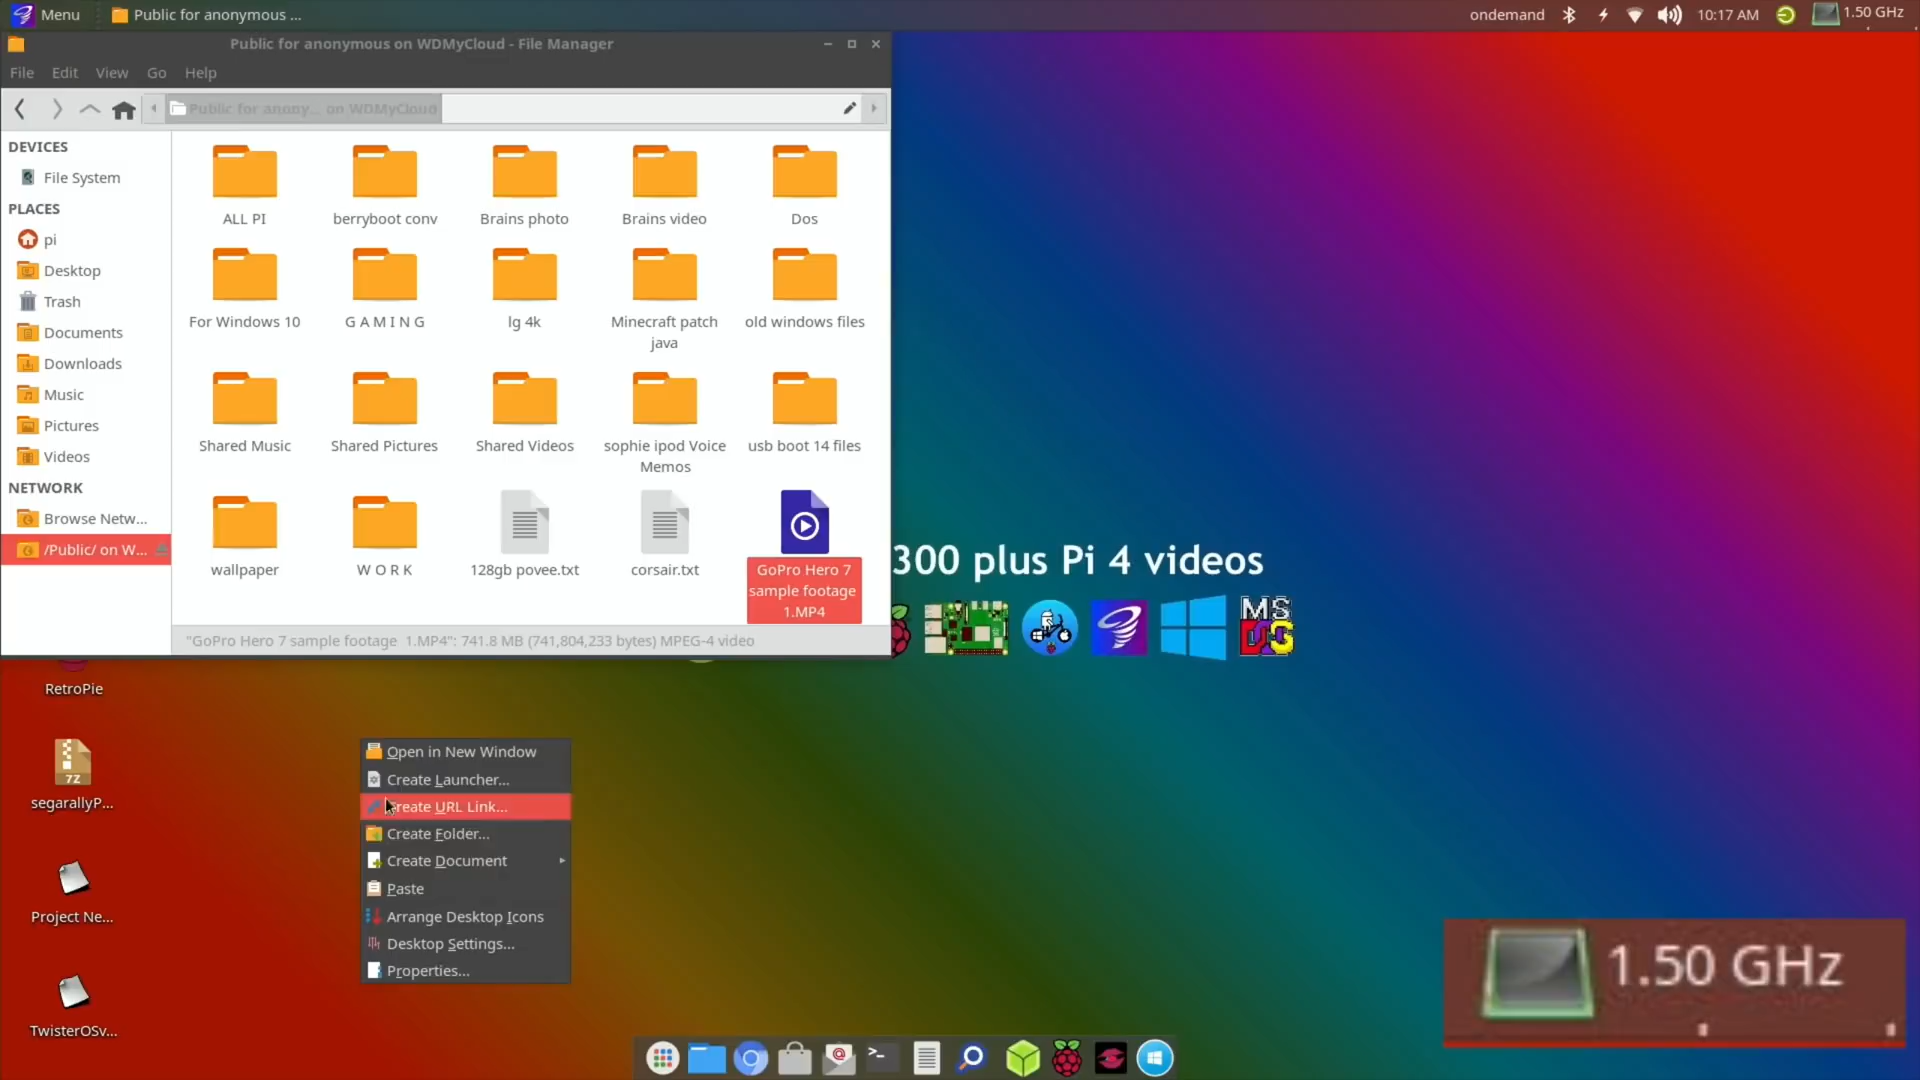 Menu
Public for anonymous ...
ondemand
10:17 AM
1.50 GHz
Public for anonymous on WDMyCloud - File Manager
File Edit View Go Help
Public for anony... on WDMyCloud
DEVICES
File System
PLACES
pi
Desktop
Trash
Documents
Downloads
Music
Pictures
Videos
NETWORK
Browse Netw...
/Public/ on W...
ALL PI
berryboot conv
Brains photo
Brains video
Dos
For Windows 10
G A M I N G
lg 4k
Minecraft patch
java
old windows files
Shared Music
Shared Pictures
Shared Videos
sophie ipod Voice
Memos
usb boot 14 files
wallpaper
W O R K
128gb povee.txt
corsair.txt
GoPro Hero 7
sample footage
1.MP4
"GoPro Hero 7 sample footage  1.MP4": 741.8 MB (741,804,233 bytes) MPEG-4 video
300 plus Pi 4 videos
MS
DOS
RetroPie
7Z
segarallyP...
Project Ne...
TwisterOSv...
Open in New Window
Create Launcher...
Create URL Link...
Create Folder...
Create Document
Paste
Arrange Desktop Icons
Desktop Settings...
Properties...
1.50 GHz